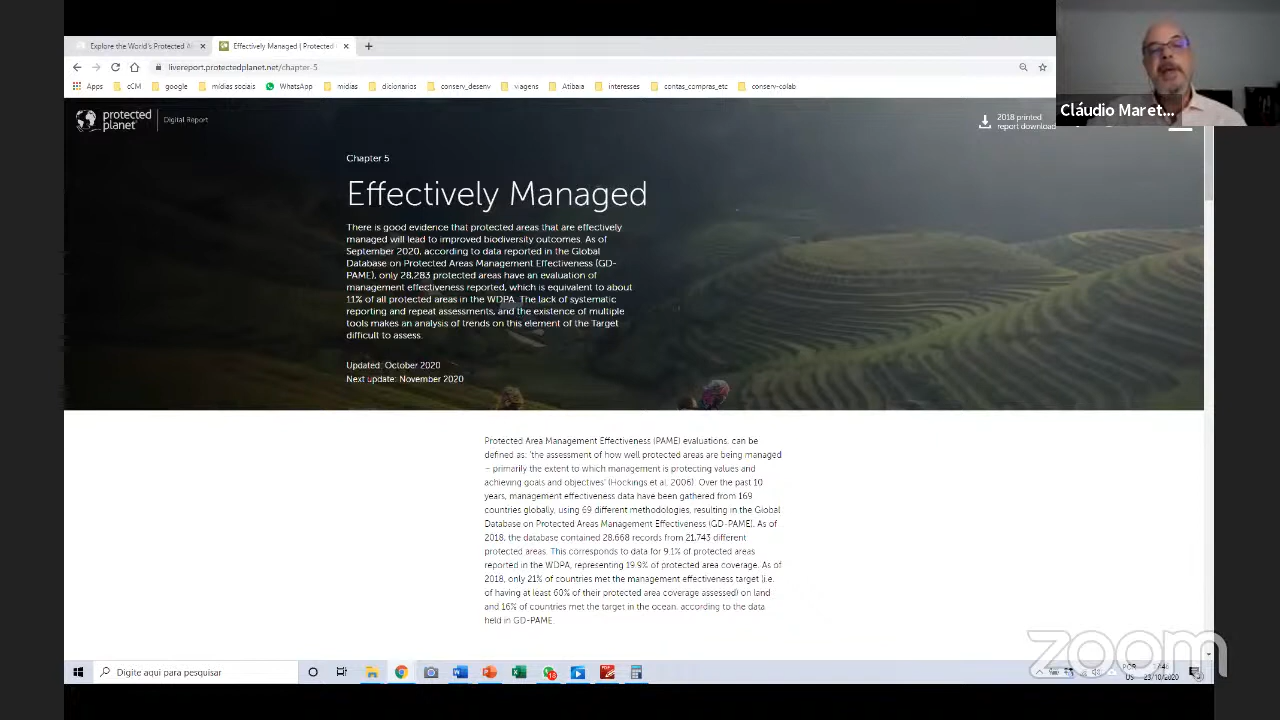 Explore the World's Protected A
Effectively Managed | Protected
livereport.protectedplanet.net/chapter-5
Apps
cCM
google
mídias sociais
WhatsApp
midias
dicionarios
conserv_desenv
viagens
Atibaia
interesses
contas_compras_etc
conserv-colab
Cláudio Maret...
protected
planet
Digital Report
2018 printed
report download
Chapter 5
Effectively Managed
There is good evidence that protected areas that are effectively
managed will lead to improved biodiversity outcomes. As of
September 2020, according to data reported in the Global
Database on Protected Areas Management Effectiveness (GD-
PAME), only 28,283 protected areas have an evaluation of
management effectiveness reported, which is equivalent to about
11% of all protected areas in the WDPA. The lack of systematic
reporting and repeat assessments, and the existence of multiple
tools makes an analysis of trends on this element of the Target
difficult to assess.
Updated: October 2020
Next update: November 2020
Protected Area Management Effectiveness (PAME) evaluations, can be
defined as: 'the assessment of how well protected areas are being managed
– primarily the extent to which management is protecting values and
achieving goals and objectives' (Hockings et al, 2006). Over the past 10
years, management effectiveness data have been gathered from 169
countries globally, using 69 different methodologies, resulting in the Global
Database on Protected Areas Management Effectiveness (GD-PAME). As of
2018, the database contained 28,668 records from 21,743 different
protected areas. This corresponds to data for 9.1% of protected areas
reported in the WDPA, representing 19.9% of protected area coverage. As of
2018, only 21% of countries met the management effectiveness target (i.e.
of having at least 60% of their protected area coverage assessed) on land
and 16% of countries met the target in the ocean, according to the data
held in GD-PAME.
zoom
Digite aqui para pesquisar
POR
17:46
23/10/2020